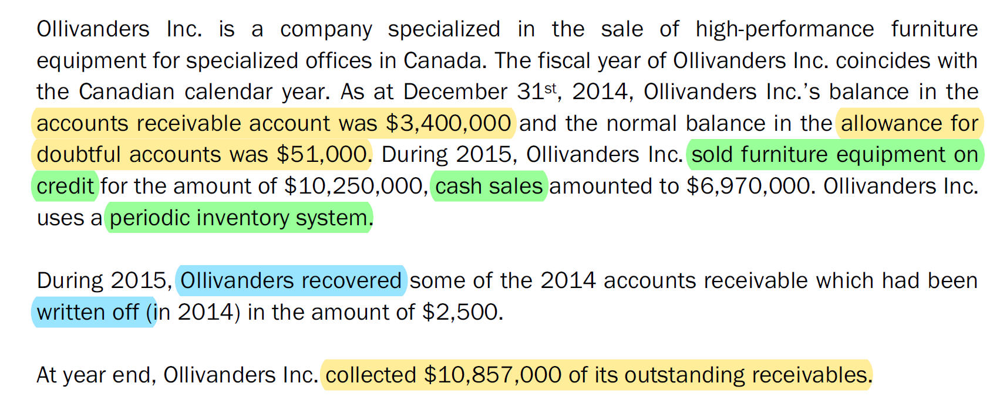 Ollivanders Inc. is a company specialized in the sale of high-performance furniture
equipment for specialized offices in Canada. The fiscal year of Ollivanders Inc. coincides with
the Canadian calendar year. As at December 31st, 2014, Ollivanders Inc.'s balance in the
accounts receivable account was $3,400,000 and the normal balance in the allowance for
doubtful accounts was $51,000. During 2015, Ollivanders Inc. sold furniture equipment on
credit for the amount of $10,250,000, cash sales amounted to $6,970,000. Ollivanders Inc.
uses a periodic inventory system.
During 2015, Ollivanders recovered some of the 2014 accounts receivable which had been
written off (in 2014) in the amount of $2,500.
At year end, Ollivanders Inc. collected $10,857,000 of its outstanding receivables.